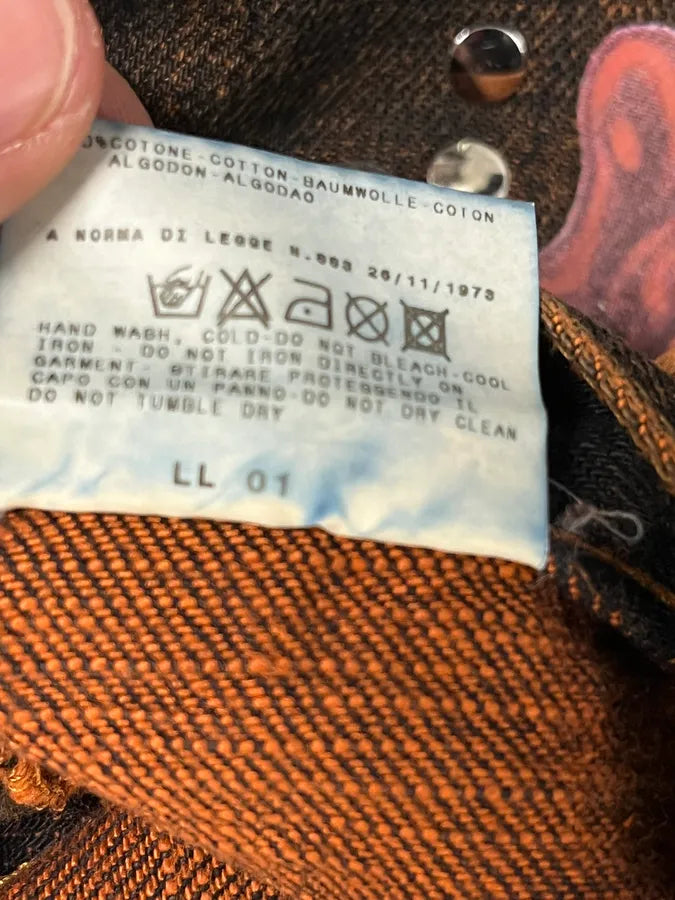 0%COTONE-COTTON-BAUMWOLLE-COTON
ALGODON-ALGODAO
A NORMA DI LEGGE N.883 26/11/1973
HAND WASH, COLD-DO NOT BLEACH-COOL
IRON - DO NOT IRON DIRECTLY ON
GARMENT- STIRARE PROTEGGENDO IL
CAPO CON UN PANNO-DO NOT DRY CLEAN
DO NOT TUMBLE DRY
LL 01